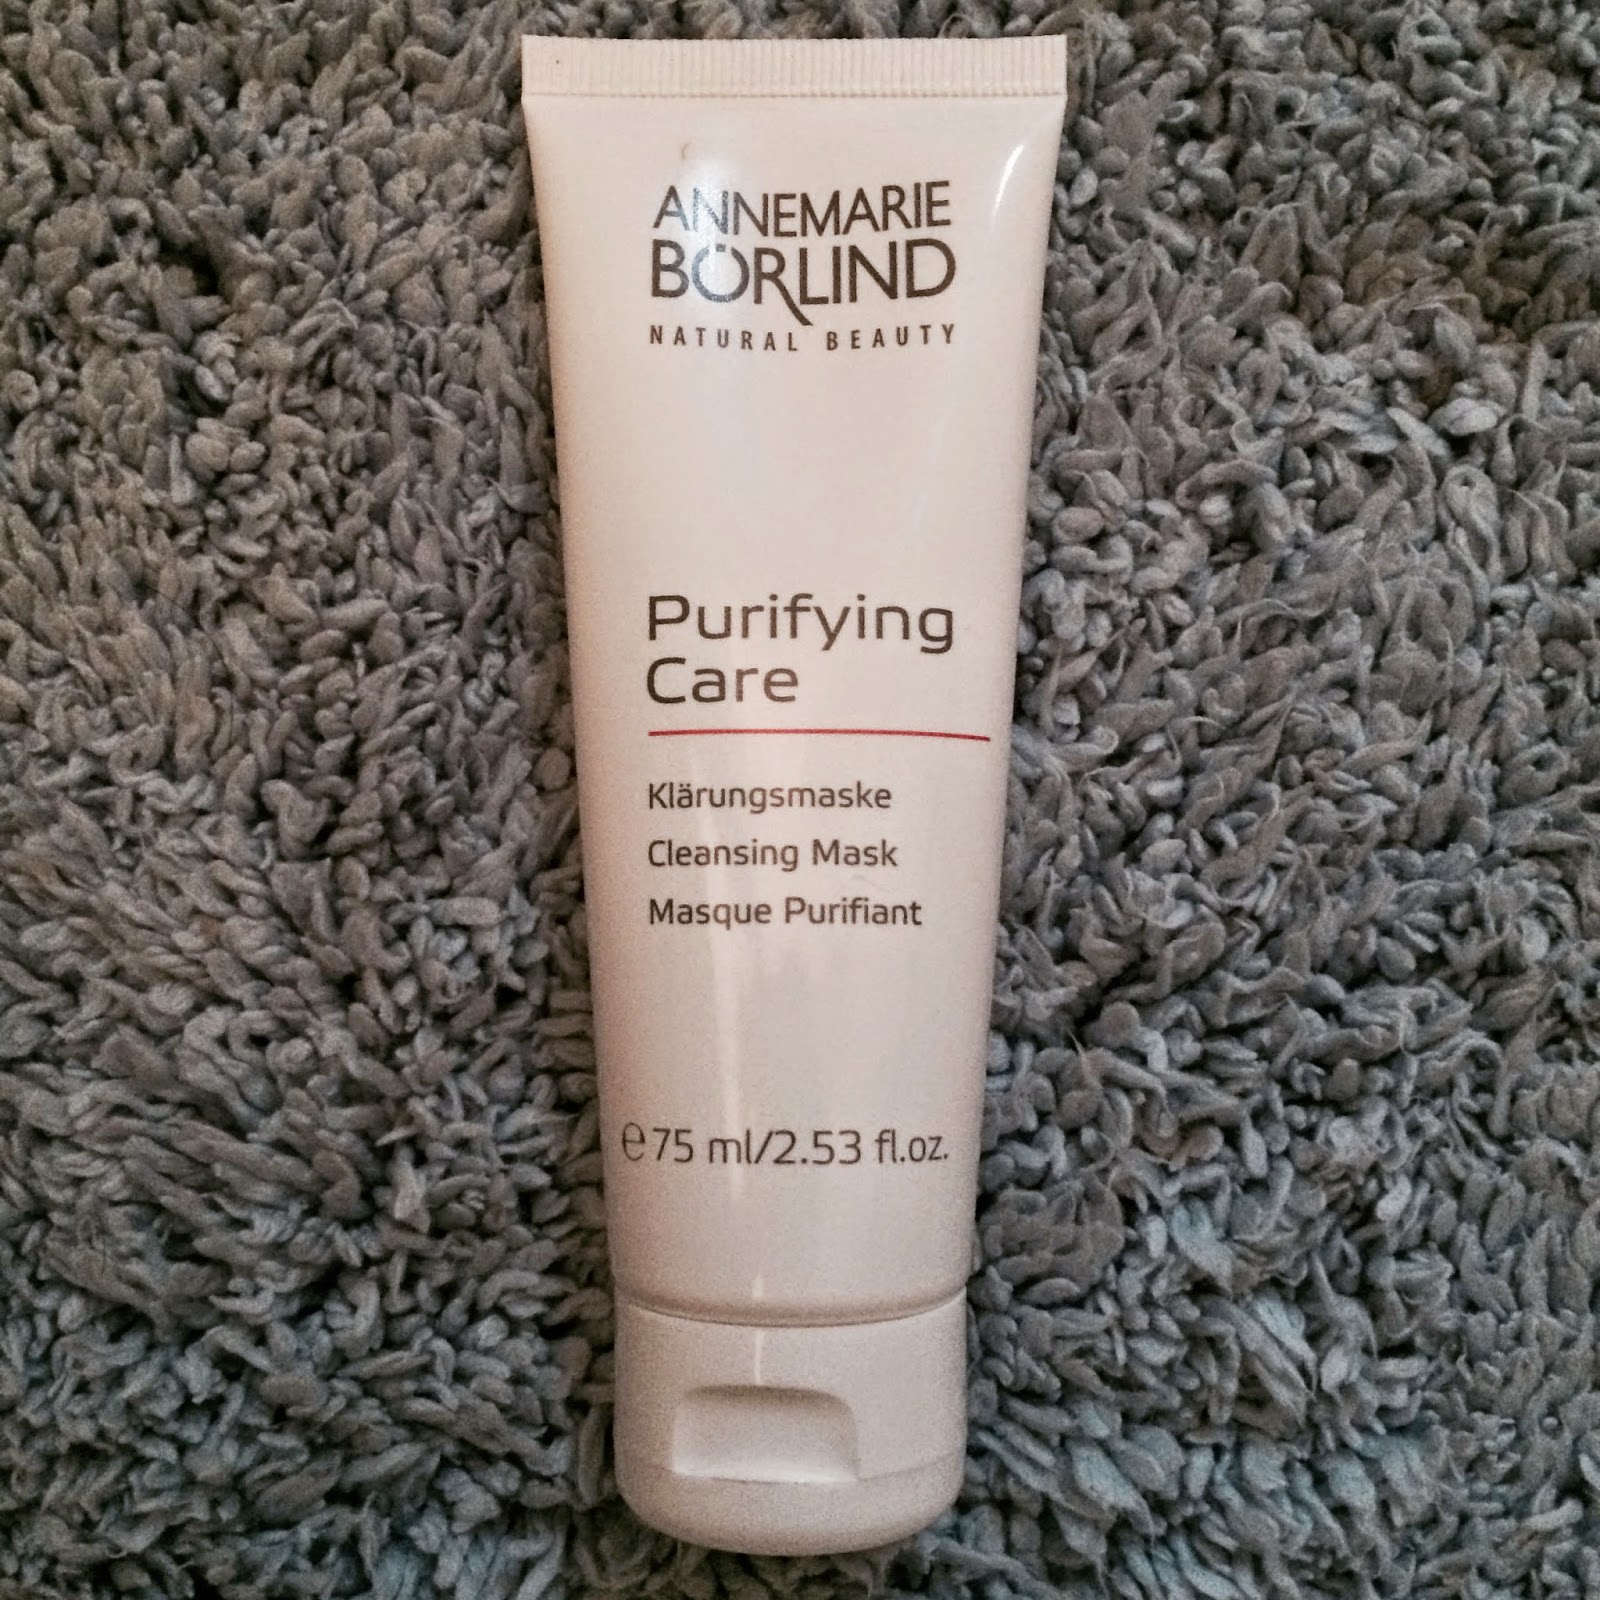 ANNEMARIE
BÖRLIND
NATURAL BEAUTY
Purifying
Care
Klärungsmaske
Cleansing Mask
Masque Purifiant
℮75 ml/2.53 fl.oz.